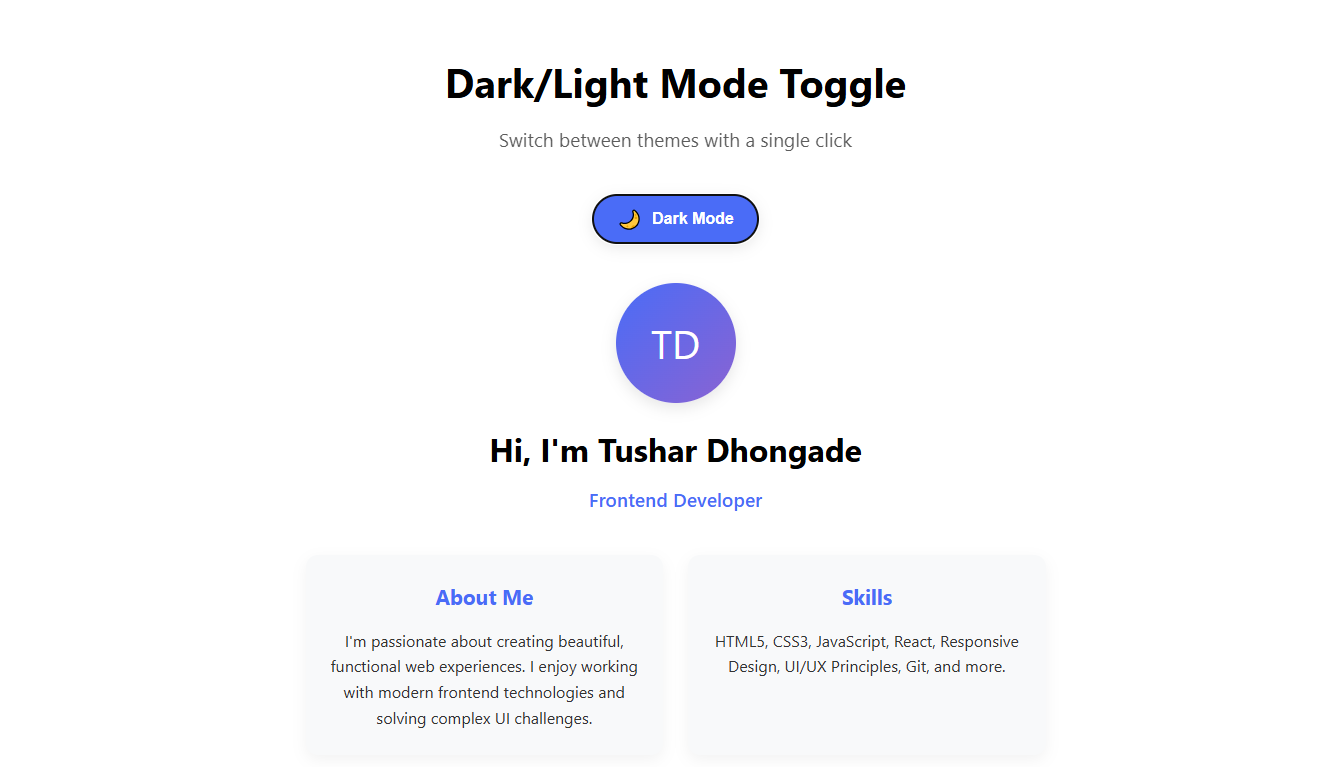 Dark/Light Mode Toggle
Switch between themes with a single click
Dark Mode
TD
Hi, I'm Tushar Dhongade
Frontend Developer
About Me
I'm passionate about creating beautiful,
functional web experiences. I enjoy working
with modern frontend technologies and
solving complex UI challenges.
Skills
HTML5, CSS3, JavaScript, React, Responsive
Design, UI/UX Principles, Git, and more.